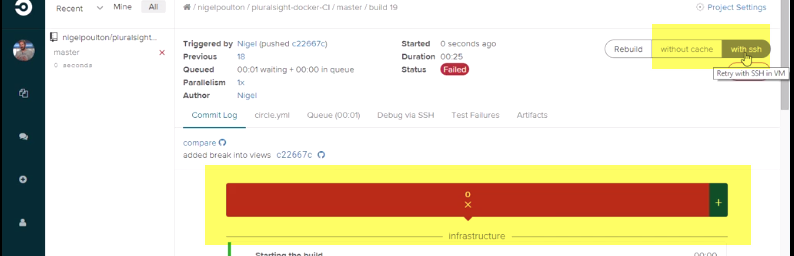 Recent Mine All
nigelpoulton / pluralsight-docker-CI / master / build 19
Project Settings
nigelpoulton/pluralsight...
master
0 seconds
Triggered by Nigel (pushed c22667c)
Previous 18
Queued 00:01 waiting + 00:00 in queue
Parallelism 1x
Author Nigel
Started 0 seconds ago
Duration 00:25
Status Failed
Rebuild without cache with ssh
Retry with SSH in VM
Commit Log circle.yml Queue (00:01) Debug via SSH Test Failures Artifacts
compare
added break into views c22667c
0
+
infrastructure
Starting the build 00:00